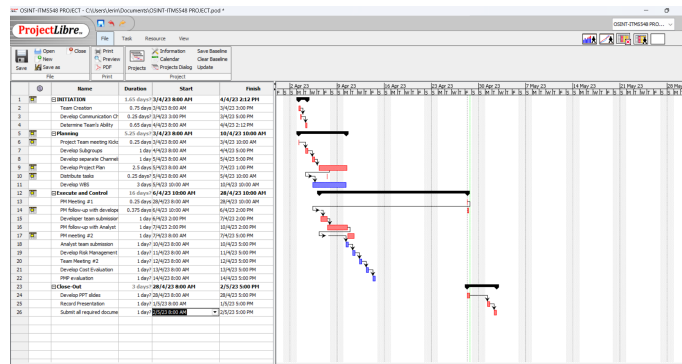 OSINT-ITMS548 PROJECT - C:\Users\Jerin\Documents\OSINT-ITMS548 PROJECT.pod *
ProjectLibre..
OSINT-ITMS548 PRO...
File Task Resource View
Open Close Print Information Save Baseline
New Preview Calendar Clear Baseline
Save Save as PDF Projects Projects Dialog Update
File Print Project
Name Duration Start Finish
2 Apr 23 9 Apr 23 16 Apr 23 23 Apr 23 30 Apr 23 7 May 23 14 May 23 21 May 23 28 May
1 INITIATION 1.65 days? 3/4/23 8:00 AM 4/4/23 2:12 PM
2 Team Creation 0.75 days 3/4/23 8:00 AM 3/4/23 3:00 PM
3 Develop Communication Ch 0.25 days? 3/4/23 3:00 PM 3/4/23 5:00 PM
4 Determine Team's Ability 0.65 days 4/4/23 8:00 AM 4/4/23 2:12 PM
5 Planning 5.25 days? 3/4/23 8:00 AM 10/4/23 10:00 AM
6 Project Team meeting Kicko 0.25 days 3/4/23 8:00 AM 3/4/23 10:00 AM
7 Develop Subgroups 1 day 4/4/23 8:00 AM 4/4/23 5:00 PM
8 Develop separate Channel 1 day 5/4/23 8:00 AM 5/4/23 5:00 PM
9 Develop Project Plan 2.5 days 5/4/23 8:00 AM 7/4/23 1:00 PM
10 Distribute tasks 0.25 days? 5/4/23 8:00 AM 5/4/23 10:00 AM
11 Develop WBS 3 days 5/4/23 10:00 AM 10/4/23 10:00 AM
12 Execute and Control 16 days? 6/4/23 10:00 AM 28/4/23 10:00 AM
13 PM Meeting #1 0.25 days 28/4/23 8:00 AM 28/4/23 10:00 AM
14 PM follow-up with develope 0.375 days 6/4/23 10:00 AM 6/4/23 2:00 PM
15 Developer team submission 1 day 6/4/23 2:00 PM 7/4/23 2:00 PM
16 PM follow-up with Analyst 1 day 7/4/23 2:00 PM 10/4/23 2:00 PM
17 PM meeting #2 1 day 7/4/23 8:00 AM 7/4/23 5:00 PM
18 Analyst team submission 1 day? 10/4/23 8:00 AM 10/4/23 5:00 PM
19 Develop Risk Management 1 day? 11/4/23 8:00 AM 11/4/23 5:00 PM
20 Team Meeting #2 1 day? 12/4/23 8:00 AM 12/4/23 5:00 PM
21 Develop Cost Evaluation 1 day? 13/4/23 8:00 AM 13/4/23 5:00 PM
22 PMP evaluation 1 day? 14/4/23 8:00 AM 14/4/23 5:00 PM
23 Close-Out 3 days? 28/4/23 8:00 AM 2/5/23 5:00 PM
24 Develop PPT slides 1 day? 28/4/23 8:00 AM 28/4/23 5:00 PM
25 Record Presentation 1 day? 1/5/23 8:00 AM 1/5/23 5:00 PM
26 Submit all required docume 1 day? 2/5/23 8:00 AM 2/5/23 5:00 PM